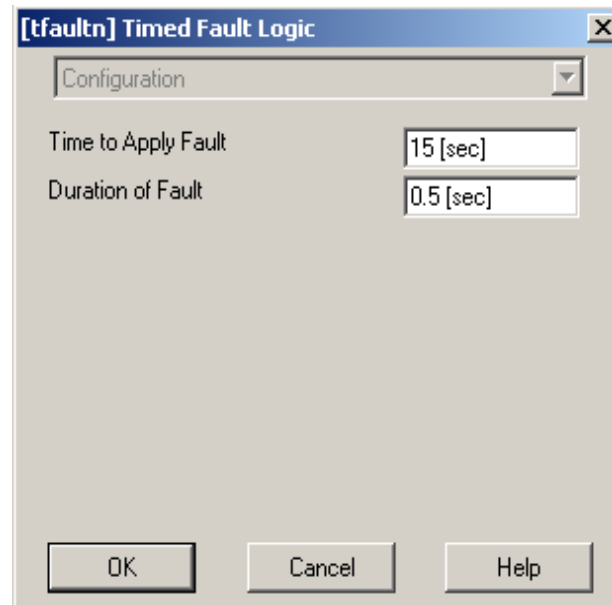 [tfaultn] Timed Fault Logic
Configuration
Time to Apply Fault 15 [sec]
Duration of Fault 0.5 [sec]
OK Cancel Help